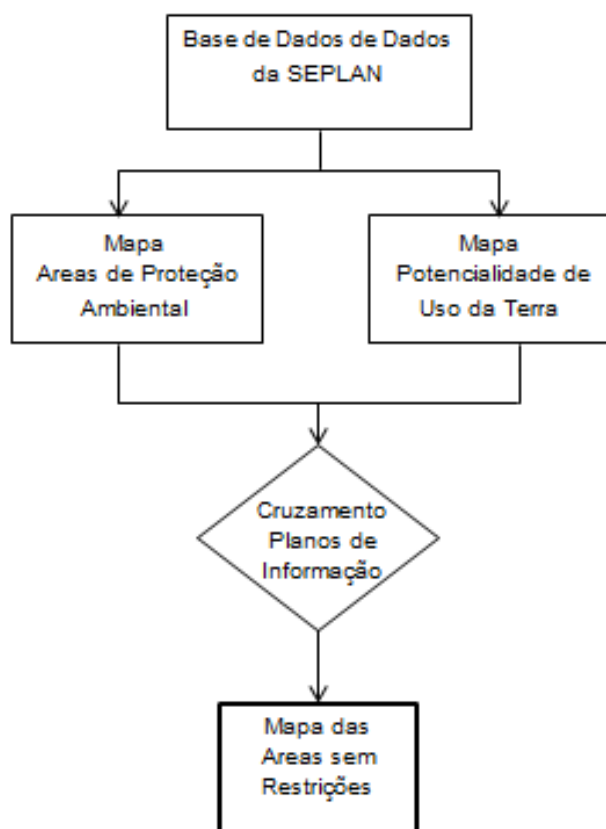 Base de Dados de Dados
da SEPLAN
Mapa
Areas de Proteção
Ambiental
Mapa
Potencialidade de
Uso da Terra
Cruzamento
Planos de
Informação
Mapa das
Areas sem
Restrições